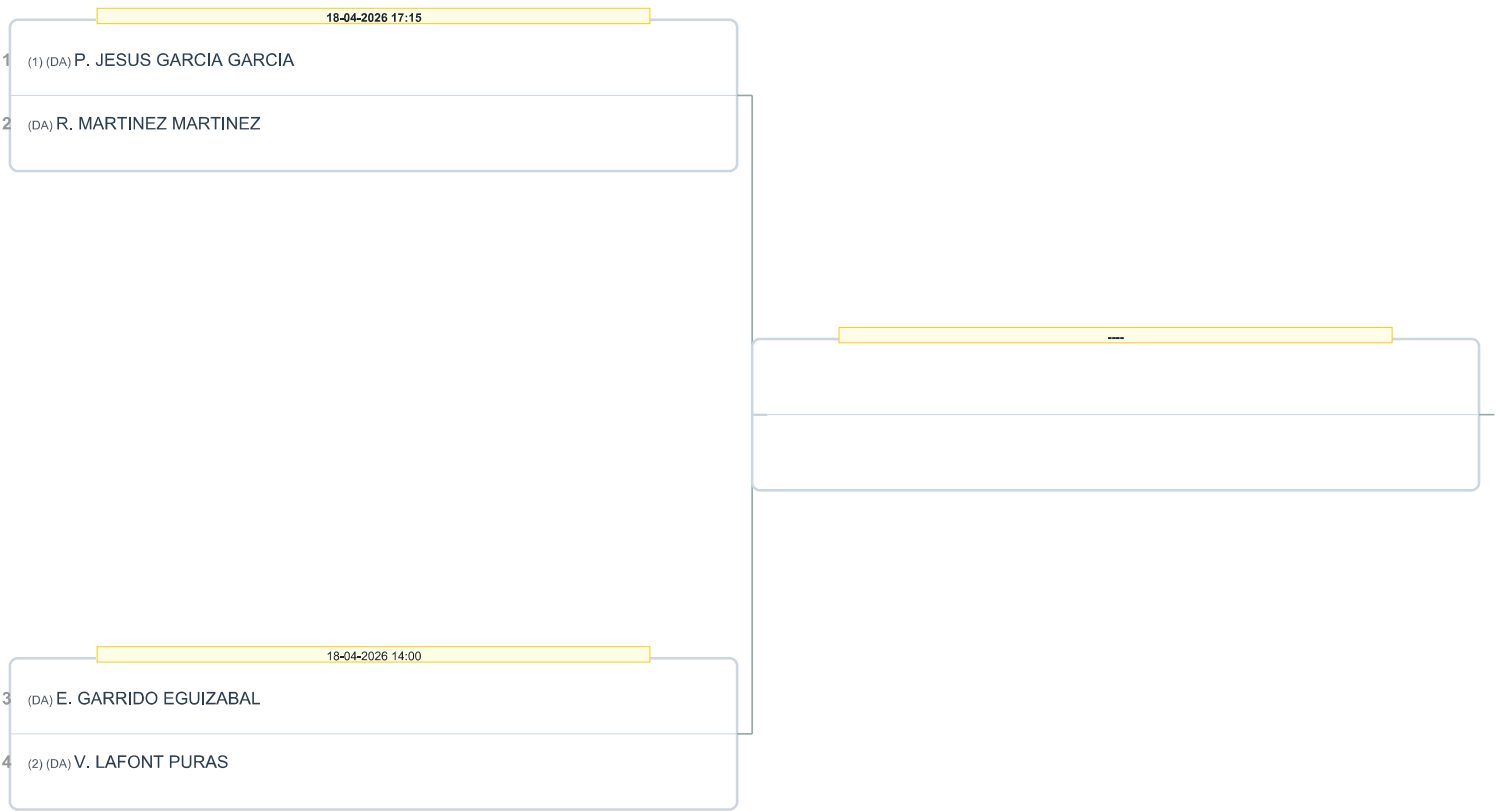 18-04-2026 17:15
1 (1) (DA) P. JESUS GARCIA GARCIA
2 (DA) R. MARTINEZ MARTINEZ
----
18-04-2026 14:00
3 (DA) E. GARRIDO EGUIZABAL
4 (2) (DA) V. LAFONT PURAS